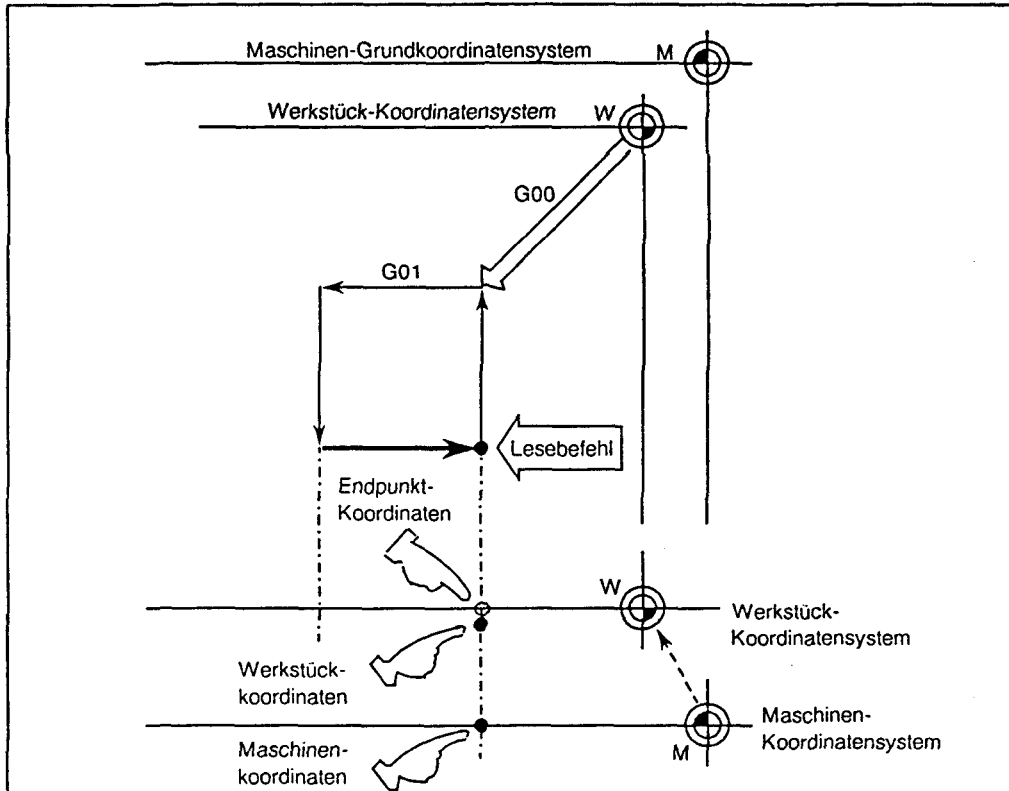 Maschinen-Grundkoordinatensystem
M
Werkstück-Koordinatensystem
W
G00
G01
Lesebefehl
Endpunkt-
Koordinaten
W
Werkstück-
Koordinatensystem
Werkstück-
koordinaten
Maschinen-
Koordinatensystem
M
Maschinen-
koordinaten